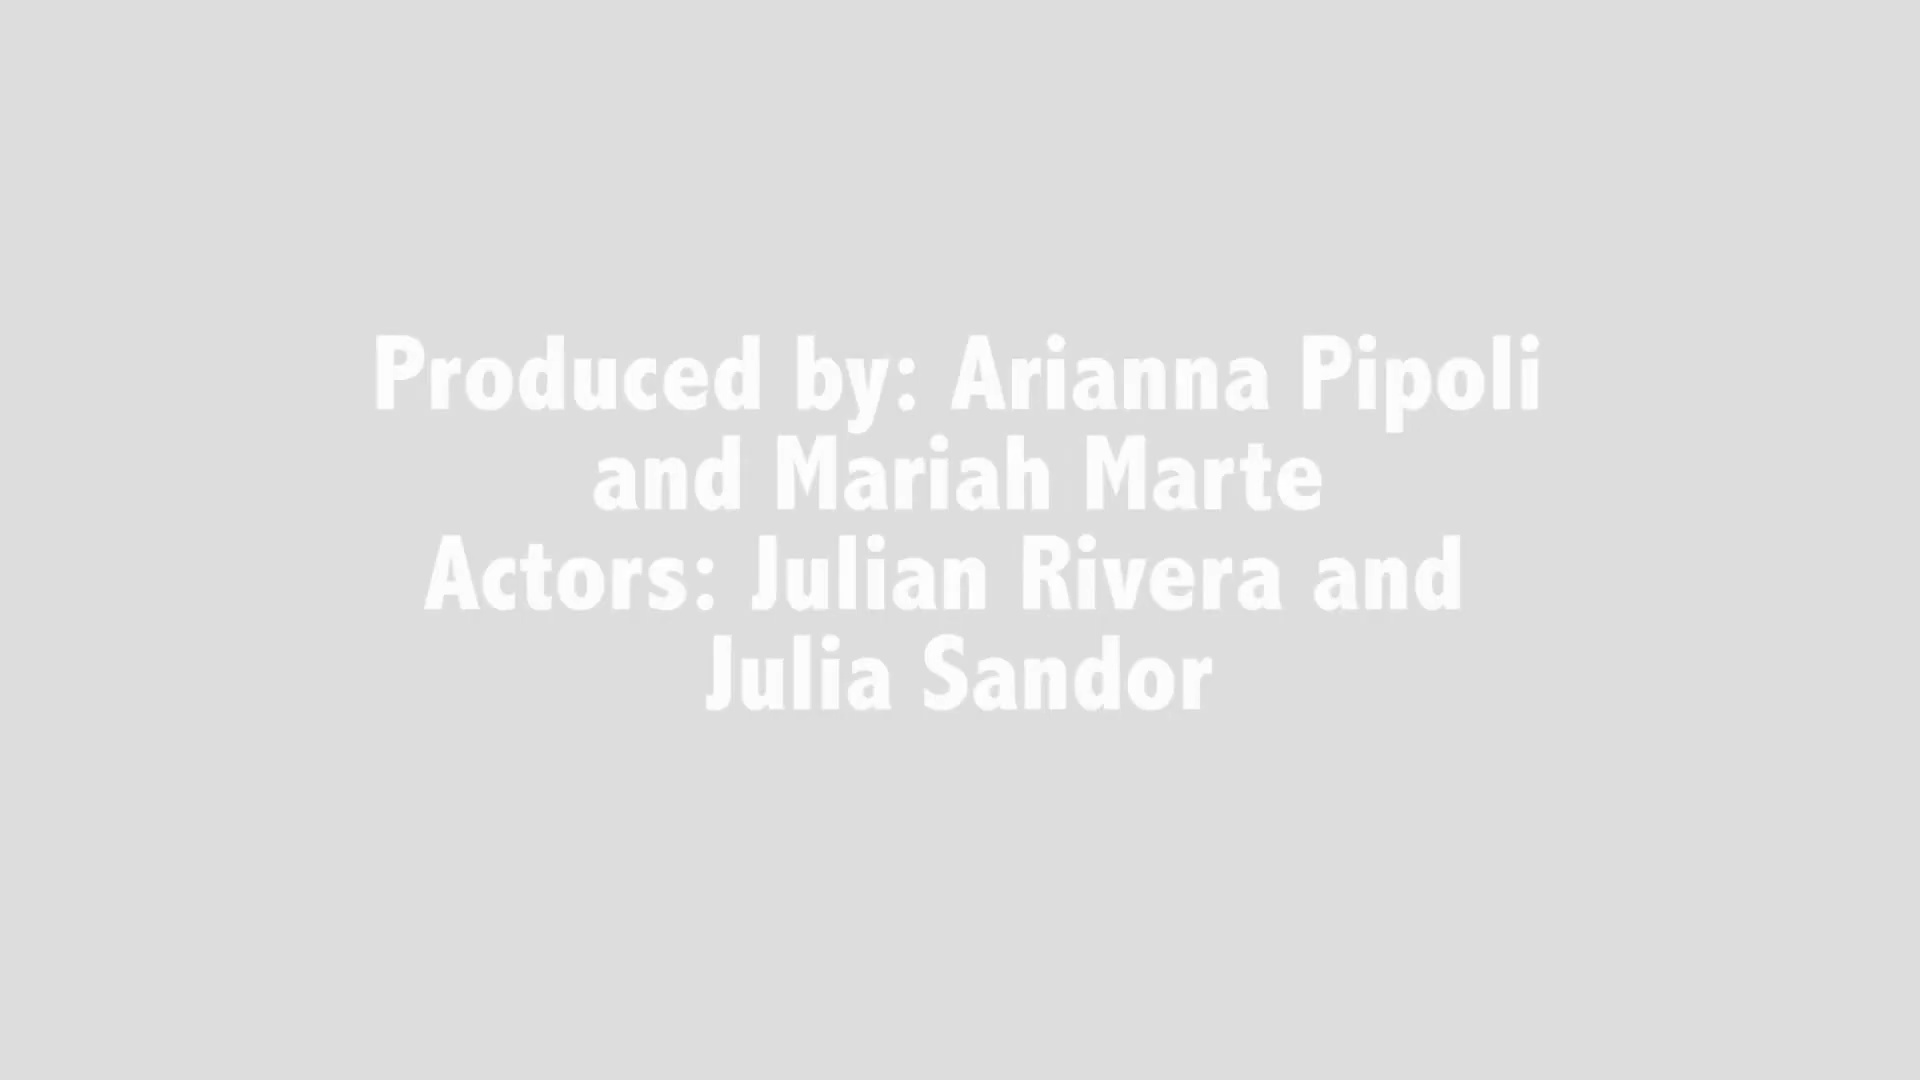 Produced by: Arianna Pipoli
and Mariah Marte
Actors: Julian Rivera and
Julia Sandor